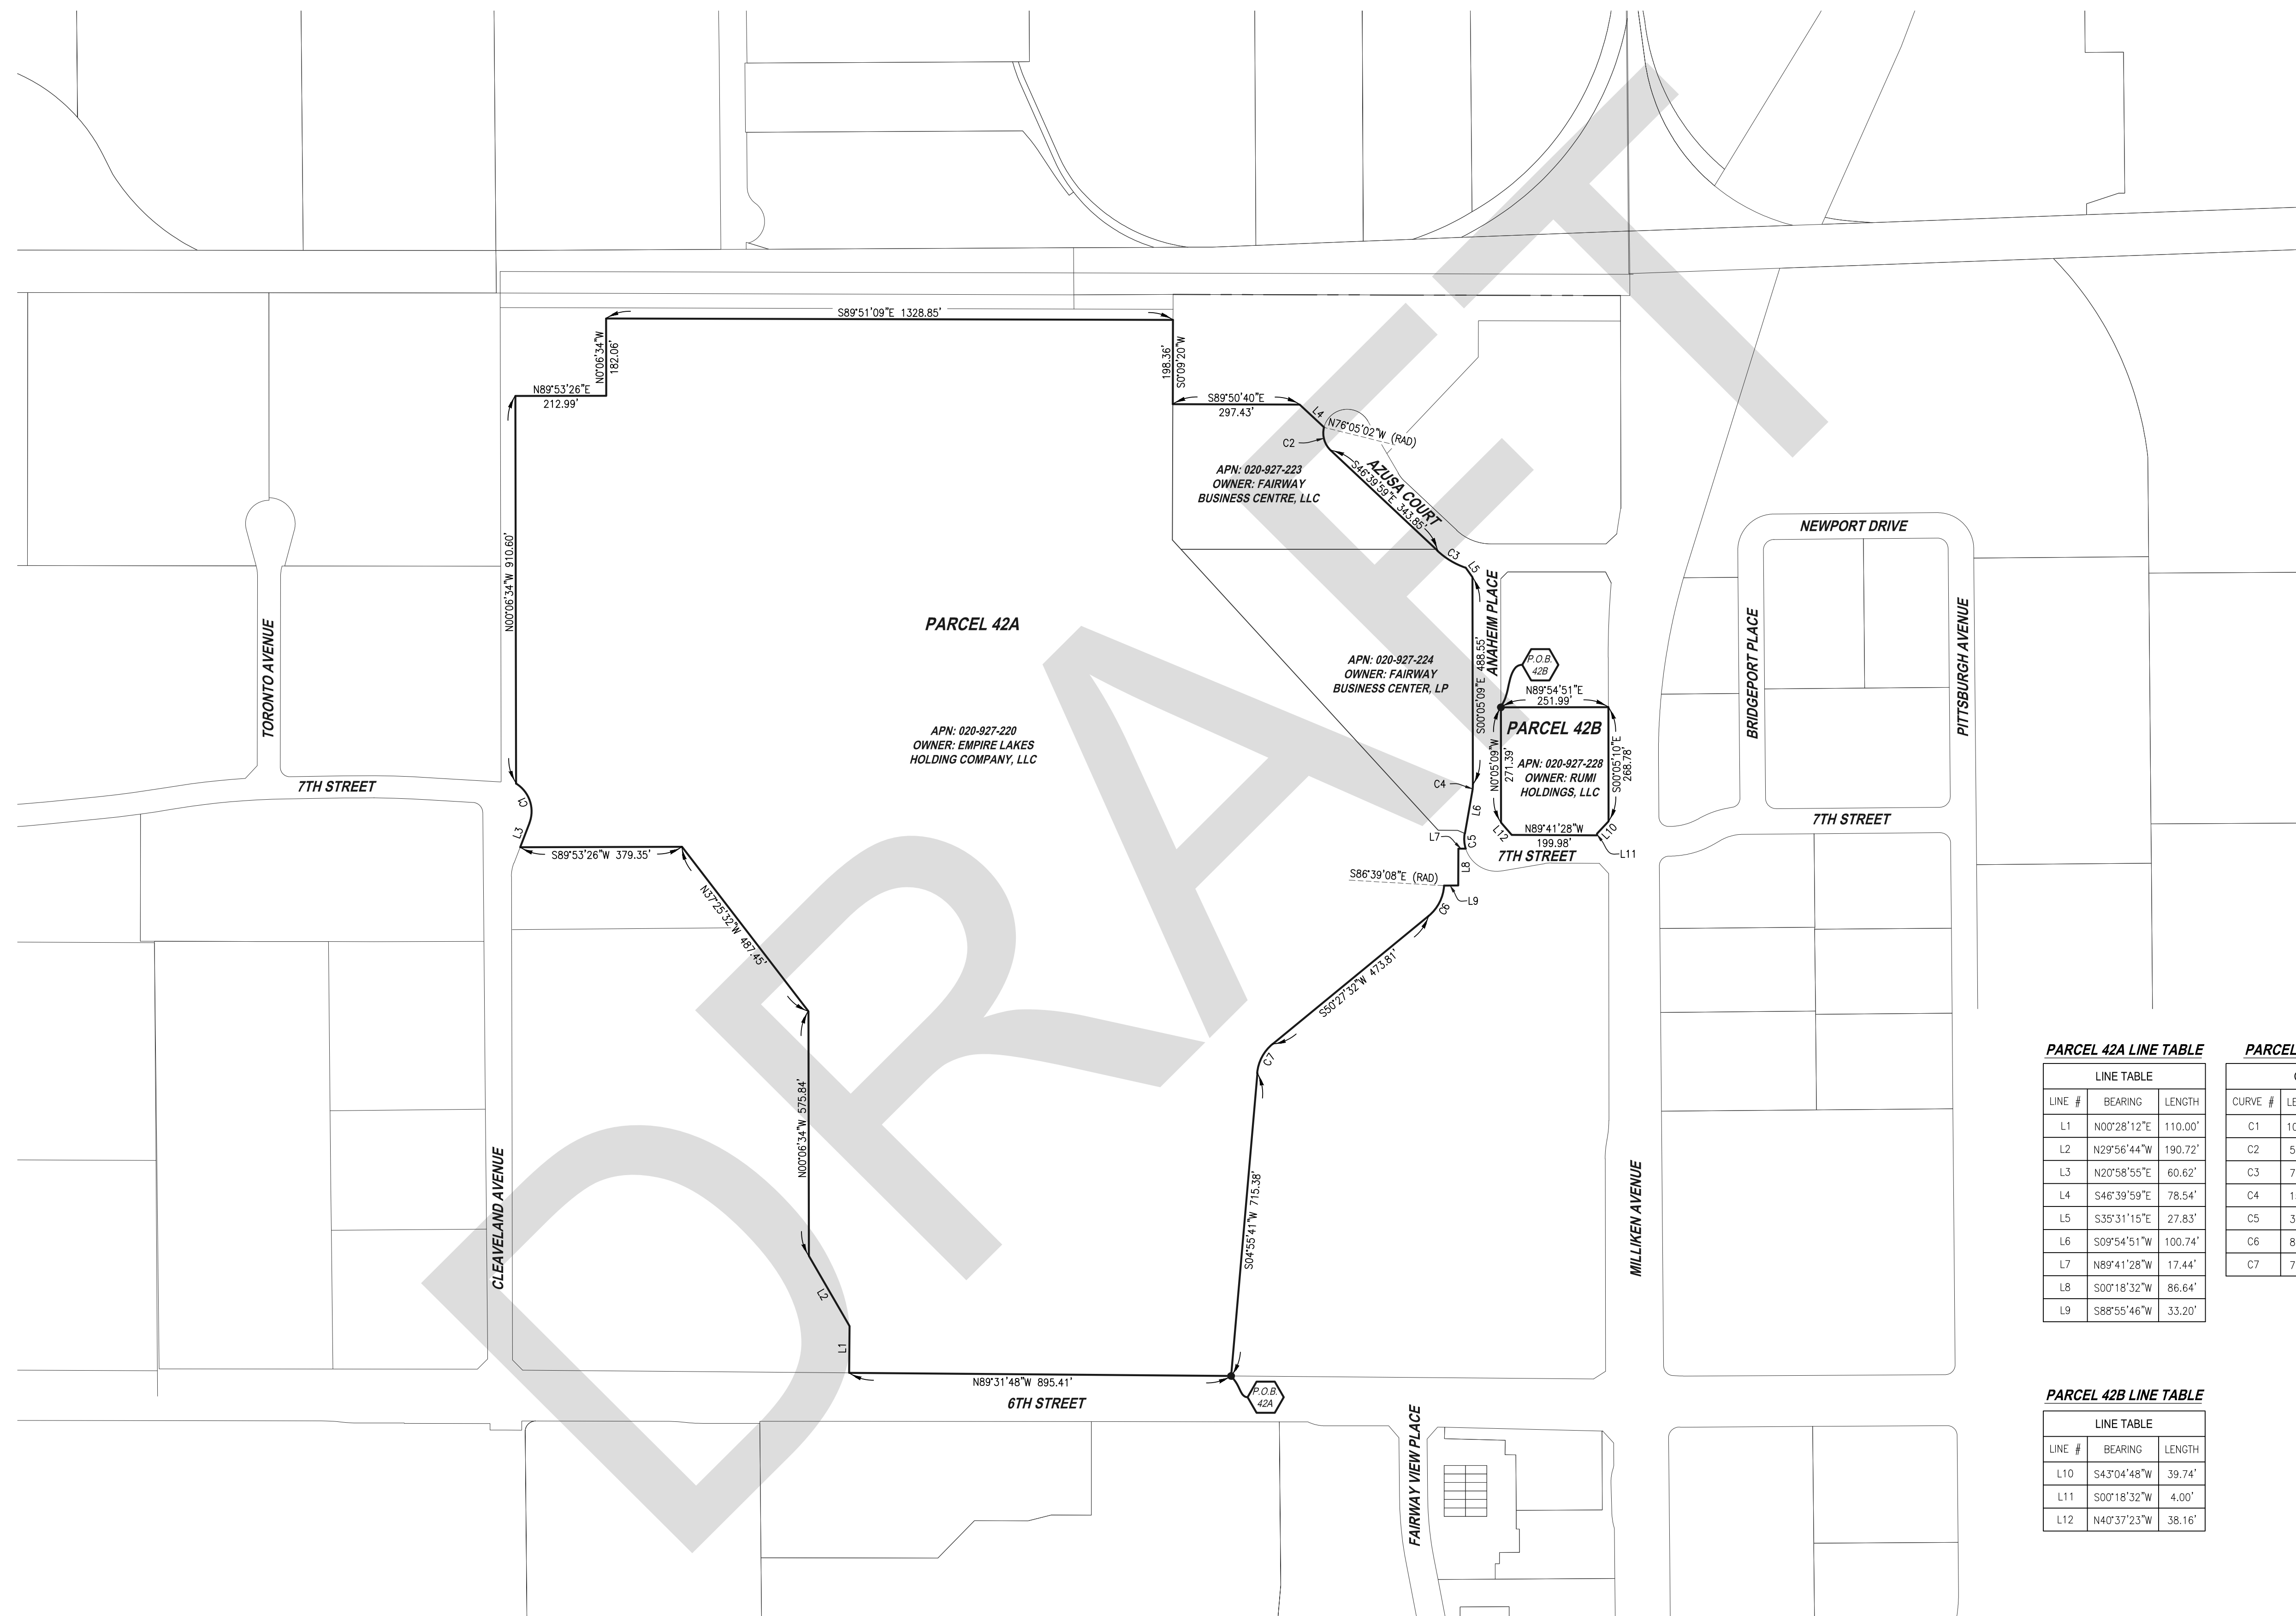 DRAFT
S89°51'09"E 1328.85'
N0°06'34"W
182.06'
198.36'
S0°09'20"W
N89°53'26"E
212.99'
S89°50'40"E
297.43'
L4
N76°05'02"W (RAD)
C2
AZUSA COURT
S46°39'59"E 343.85'
APN: 020-927-223
OWNER: FAIRWAY
BUSINESS CENTRE, LLC
NEWPORT DRIVE
N00°06'34"W 910.60'
C3
L5
ANAHEIM PLACE
TORONTO AVENUE
PARCEL 42A
BRIDGEPORT PLACE
PITTSBURGH AVENUE
APN: 020-927-224
OWNER: FAIRWAY
BUSINESS CENTER, LP
S00°05'09"E 488.55'
P.O.B.
42B
N89°54'51"E
251.99'
PARCEL 42B
N0°05'09"W
271.39'
S00°05'10"E
268.78'
APN: 020-927-228
OWNER: RUMI
HOLDINGS, LLC
APN: 020-927-220
OWNER: EMPIRE LAKES
HOLDING COMPANY, LLC
7TH STREET
C1
L3
C4
L6
L7
C5
L12
N89°41'28"W
199.98'
L10
L11
7TH STREET
7TH STREET
S89°53'26"W 379.35'
L8
S86°39'08"E (RAD)
L9
C6
N37°25'32"W 487.45'
S50°27'32"W 473.81'
C7
N00°06'34"W 575.84'
S04°55'41"W 715.38'
CLEAVELAND AVENUE
MILLIKEN AVENUE
L2
L1
N89°31'48"W 895.41'
6TH STREET
P.O.B.
42A
FAIRWAY VIEW PLACE
PARCEL 42A LINE TABLE
LINE TABLE
LINE # BEARING LENGTH
L1 N00°28'12"E 110.00'
L2 N29°56'44"W 190.72'
L3 N20°58'55"E 60.62'
L4 S46°39'59"E 78.54'
L5 S35°31'15"E 27.83'
L6 S09°54'51"W 100.74'
L7 N89°41'28"W 17.44'
L8 S00°18'32"W 86.64'
L9 S88°55'46"W 33.20'
PARCEL
CURVE #
C1
C2
C3
C4
C5
C6
C7
PARCEL 42B LINE TABLE
LINE TABLE
LINE # BEARING LENGTH
L10 S43°04'48"W 39.74'
L11 S00°18'32"W 4.00'
L12 N40°37'23"W 38.16'